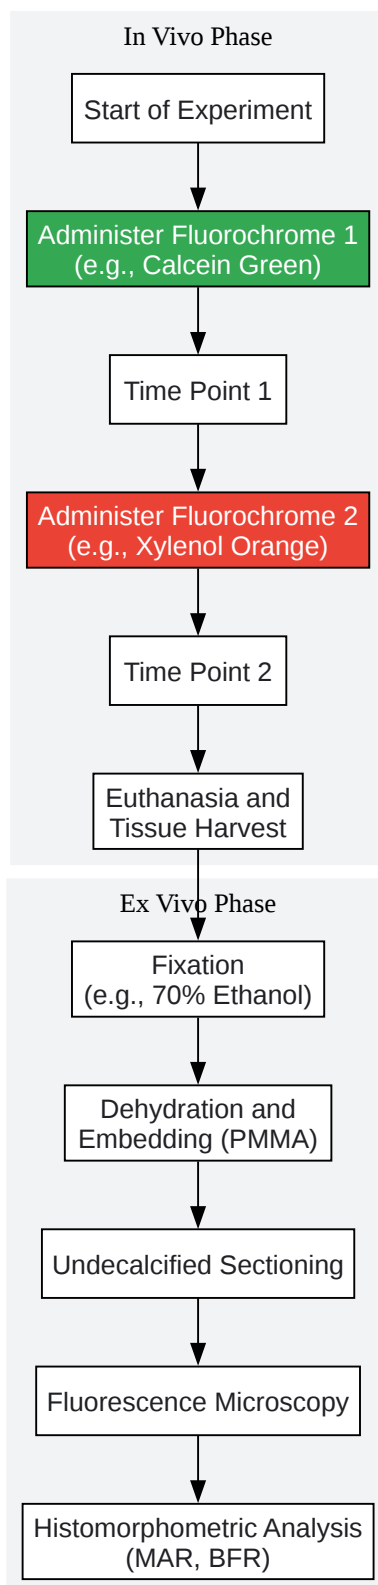 In Vivo Phase
Start of Experiment
Administer Fluorochrome 1
(e.g., Calcein Green)
Time Point 1
Administer Fluorochrome 2
(e.g., Xylenol Orange)
Time Point 2
Euthanasia and
Tissue Harvest
Ex Vivo Phase
Fixation
(e.g., 70% Ethanol)
Dehydration and
Embedding (PMMA)
Undecalcified Sectioning
Fluorescence Microscopy
Histomorphometric Analysis
(MAR, BFR)